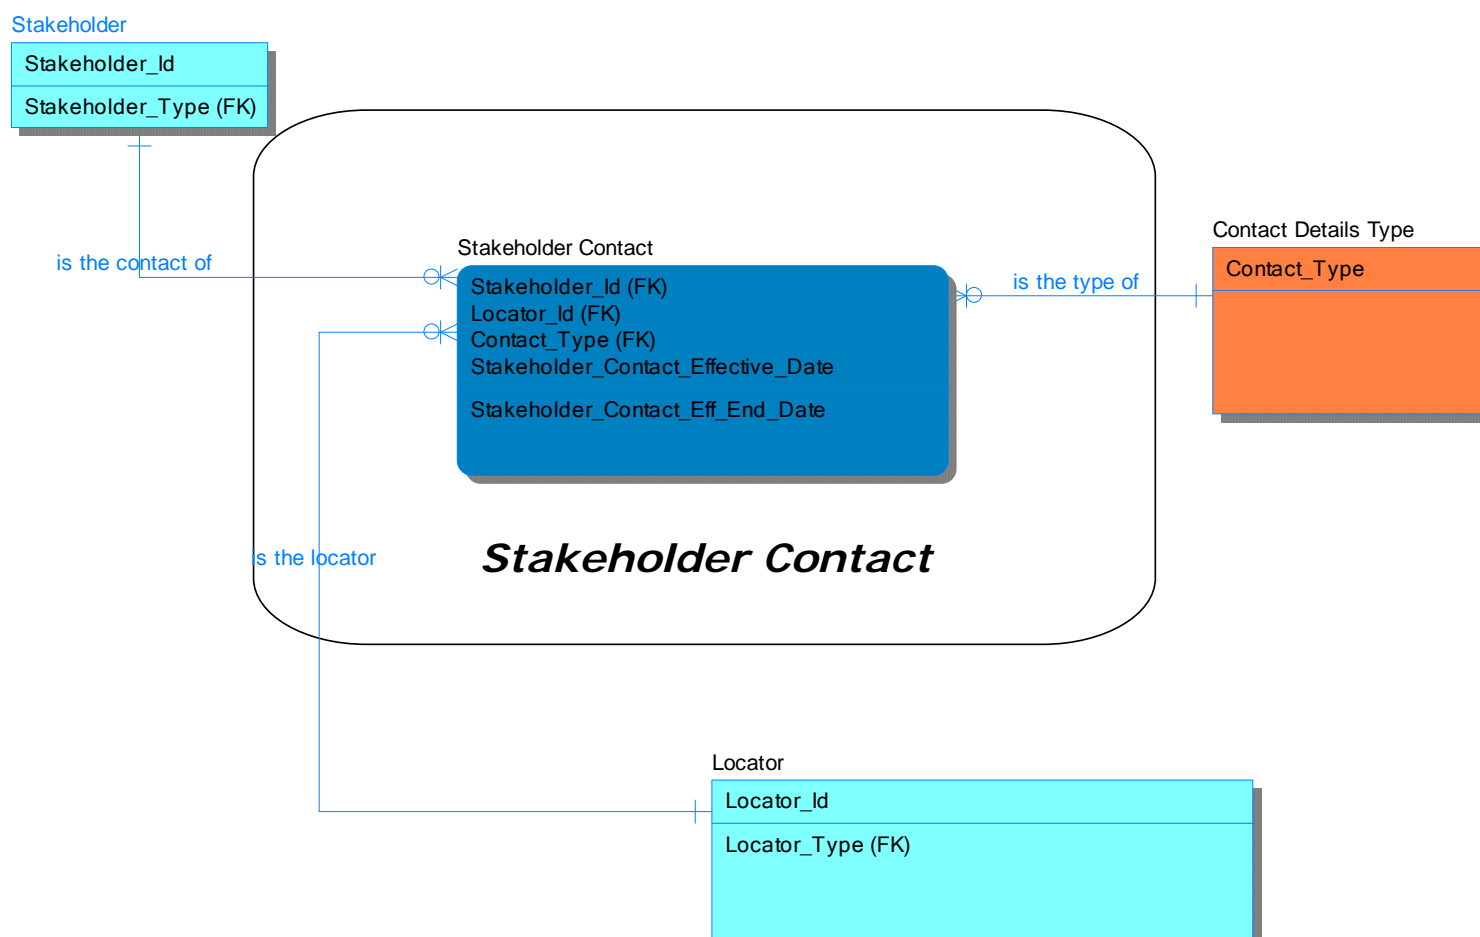 Stakeholder
Stakeholder_Id
Stakeholder_Type (FK)
is the contact of
Stakeholder Contact
Stakeholder_Id (FK)
Locator_Id (FK)
Contact_Type (FK)
Stakeholder_Contact_Effective_Date
Stakeholder_Contact_Eff_End_Date
is the type of
Contact Details Type
Contact_Type
is the locator
Stakeholder Contact
Locator
Locator_Id
Locator_Type (FK)